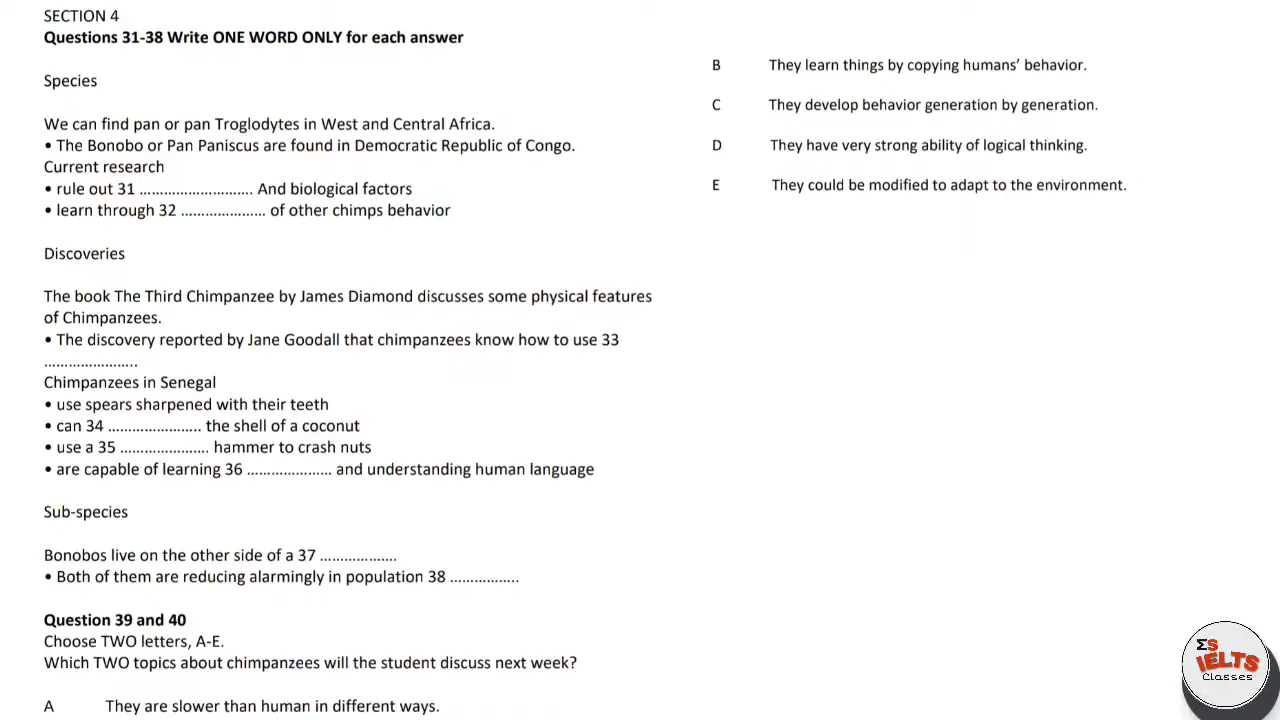 SECTION 4
Questions 31-38 Write ONE WORD ONLY for each answer
Species
We can find pan or pan Troglodytes in West and Central Africa.
• The Bonobo or Pan Paniscus are found in Democratic Republic of Congo.
Current research
• rule out 31 ............................ And biological factors
• learn through 32 ..................... of other chimps behavior
Discoveries
The book The Third Chimpanzee by James Diamond discusses some physical features
of Chimpanzees.
• The discovery reported by Jane Goodall that chimpanzees know how to use 33
.......................
Chimpanzees in Senegal
• use spears sharpened with their teeth
• can 34 ....................... the shell of a coconut
• use a 35 ...................... hammer to crash nuts
• are capable of learning 36 ..................... and understanding human language
Sub-species
Bonobos live on the other side of a 37 ...................
• Both of them are reducing alarmingly in population 38 .................
Question 39 and 40
Choose TWO letters, A-E.
Which TWO topics about chimpanzees will the student discuss next week?
A They are slower than human in different ways.
B They learn things by copying humans’ behavior.
C They develop behavior generation by generation.
D They have very strong ability of logical thinking.
E They could be modified to adapt to the environment.
ΣS
IELTS
Classes